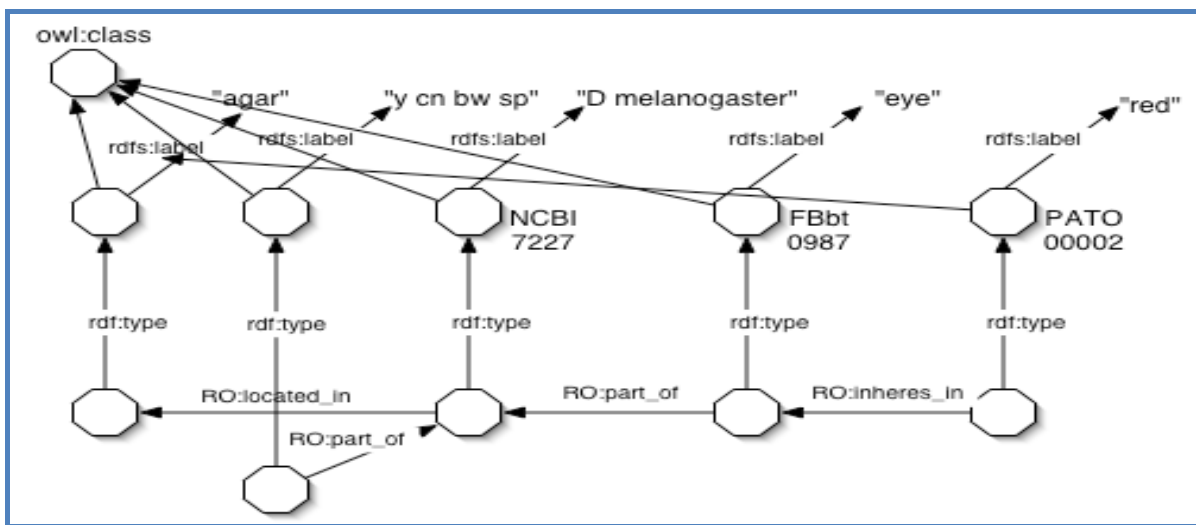 owl:class
"agar"
"y cn bw sp"
"D melanogaster"
"eye"
"red"
rdfs:label
rdfs:label
rdfs:label
rdfs:label
rdfs:label
NCBI
7227
FBbt
0987
PATO
00002
rdf:type
rdf:type
rdf:type
rdf:type
rdf:type
RO:located_in
RO:part_of
RO:inheres_in
RO:part_of